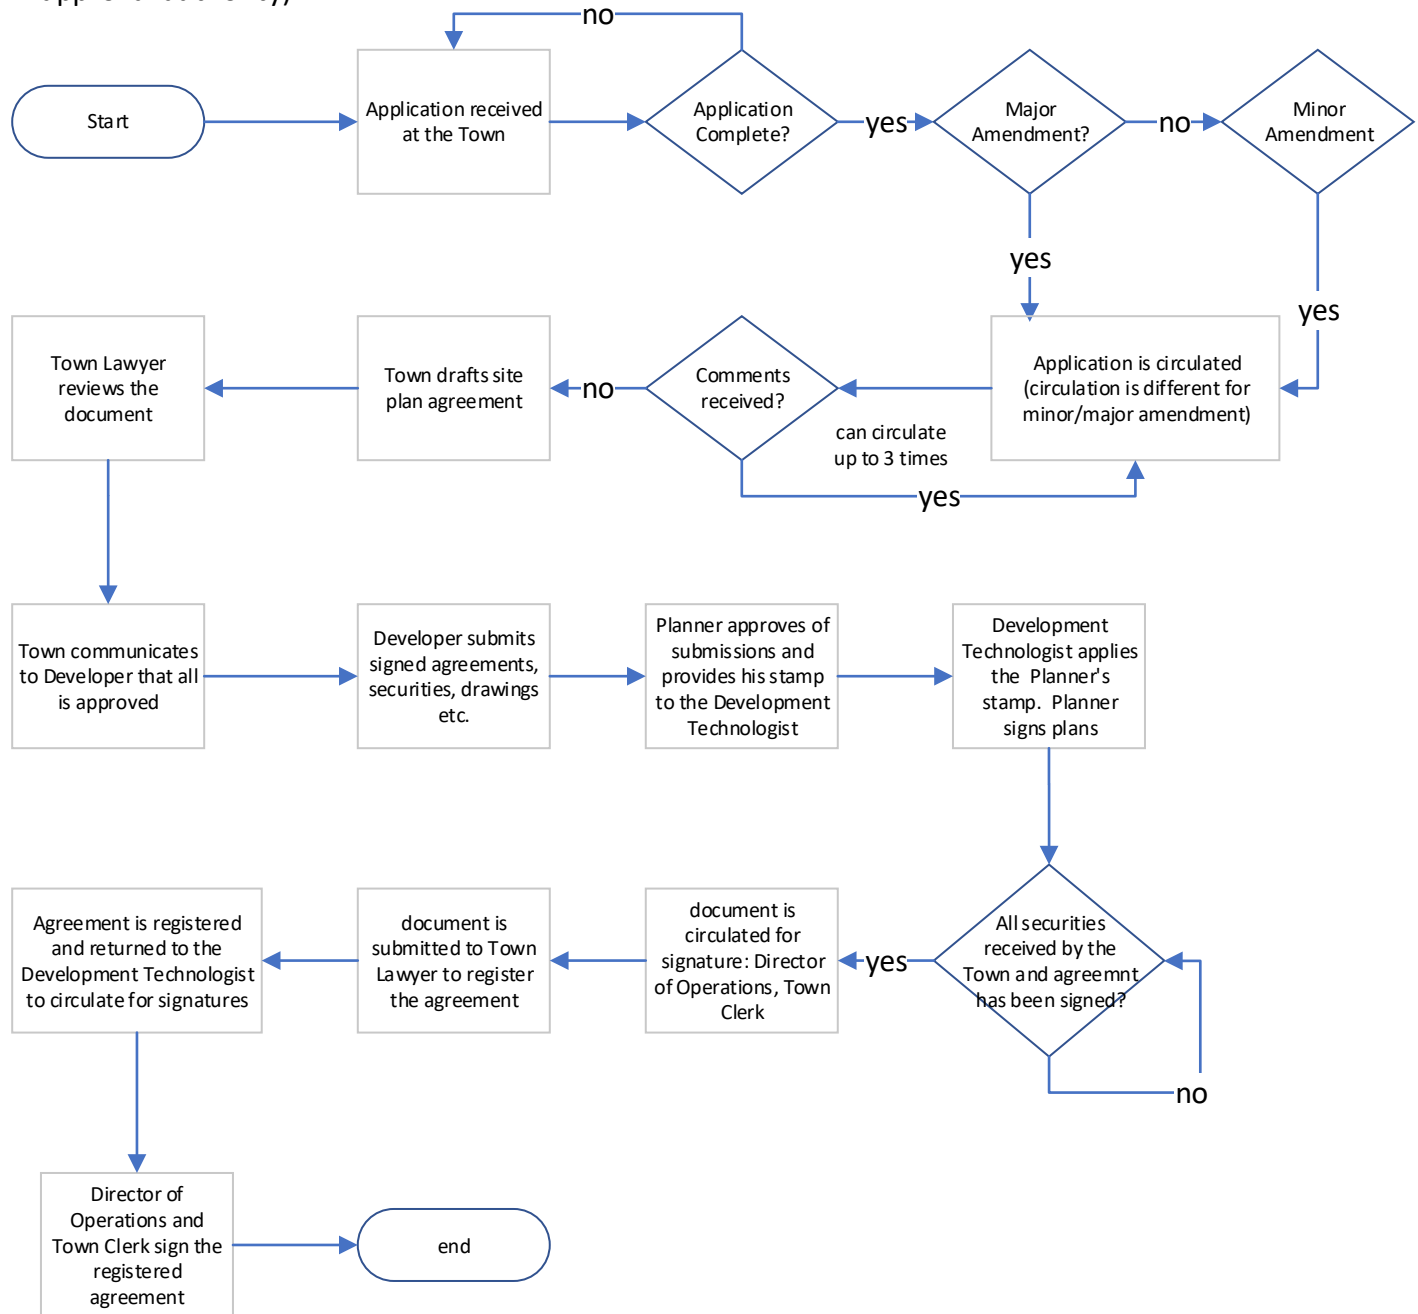 no
Start
Application received
at the Town
Application
Complete?
yes
Major
Amendment?
no
Minor
Amendment
yes
yes
Town Lawyer
reviews the
document
Town drafts site
plan agreement
no
Comments
received?
can circulate
up to 3 times
Application is circulated
(circulation is different for
minor/major amendment)
yes
Town communicates
to Developer that all
is approved
Developer submits
signed agreements,
securities, drawings
etc.
Planner approves of
submissions and
provides his stamp
to the Development
Technologist
Development
Technologist applies
the Planner's
stamp. Planner
signs plans
Agreement is registered
and returned to the
Development Technologist
to circulate for signatures
document is
submitted to Town
Lawyer to register
the agreement
document is
circulated for
signature: Director
of Operations, Town
Clerk
yes
All securities
received by the
Town and agreemnt
has been signed?
no
Director of
Operations and
Town Clerk sign the
registered
agreement
end